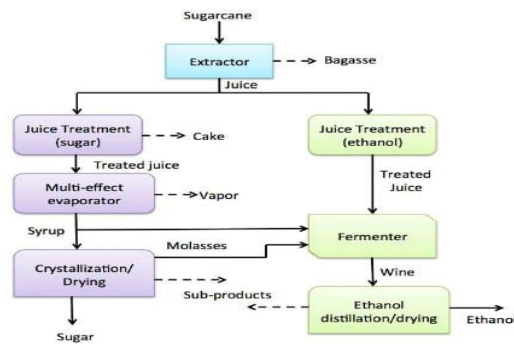 Sugarcane
Extractor
Bagasse
Juice
Juice Treatment
(sugar)
Cake
Juice Treatment
(ethanol)
Treated juice
Treated
Juice
Multi-effect
evaporator
Vapor
Syrup
Molasses
Fermenter
Crystallization/
Drying
Wine
Sub-products
Ethanol
distillation/drying
Ethanol
Sugar